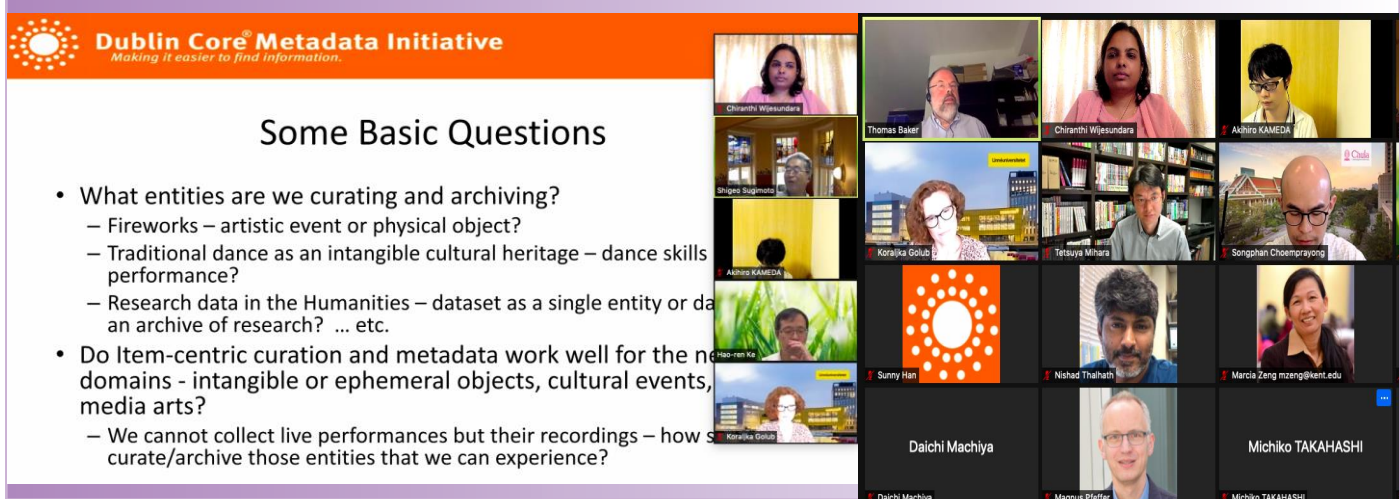 Dublin Core® Metadata Initiative
Making it easier to find information.
Some Basic Questions
• What entities are we curating and archiving?
– Fireworks – artistic event or physical object?
– Traditional dance as an intangible cultural heritage – dance skills
performance?
– Research data in the Humanities – dataset as a single entity or da
an archive of research? ... etc.
• Do Item-centric curation and metadata work well for the ne
domains - intangible or ephemeral objects, cultural events,
media arts?
– We cannot collect live performances but their recordings – how s
curate/archive those entities that we can experience?
Chiranthi Wijesundara
Shigeo Sugimoto
Akihiro KAMEDA
Hao-ren Ke
Koraljka Golub
Thomas Baker
Chiranthi Wijesundara
Akihiro KAMEDA
Linnéuniversitetet
Koraljka Golub
Tetsuya Mihara
Chula
Songphan Choemprayong
Sunny Han
Nishad Thalhath
Marcia Zeng mzeng@kent.edu
Daichi Machiya
Daichi Machiya
Magnus Pfeffer
Michiko TAKAHASHI
Michiko TAKAHASHI